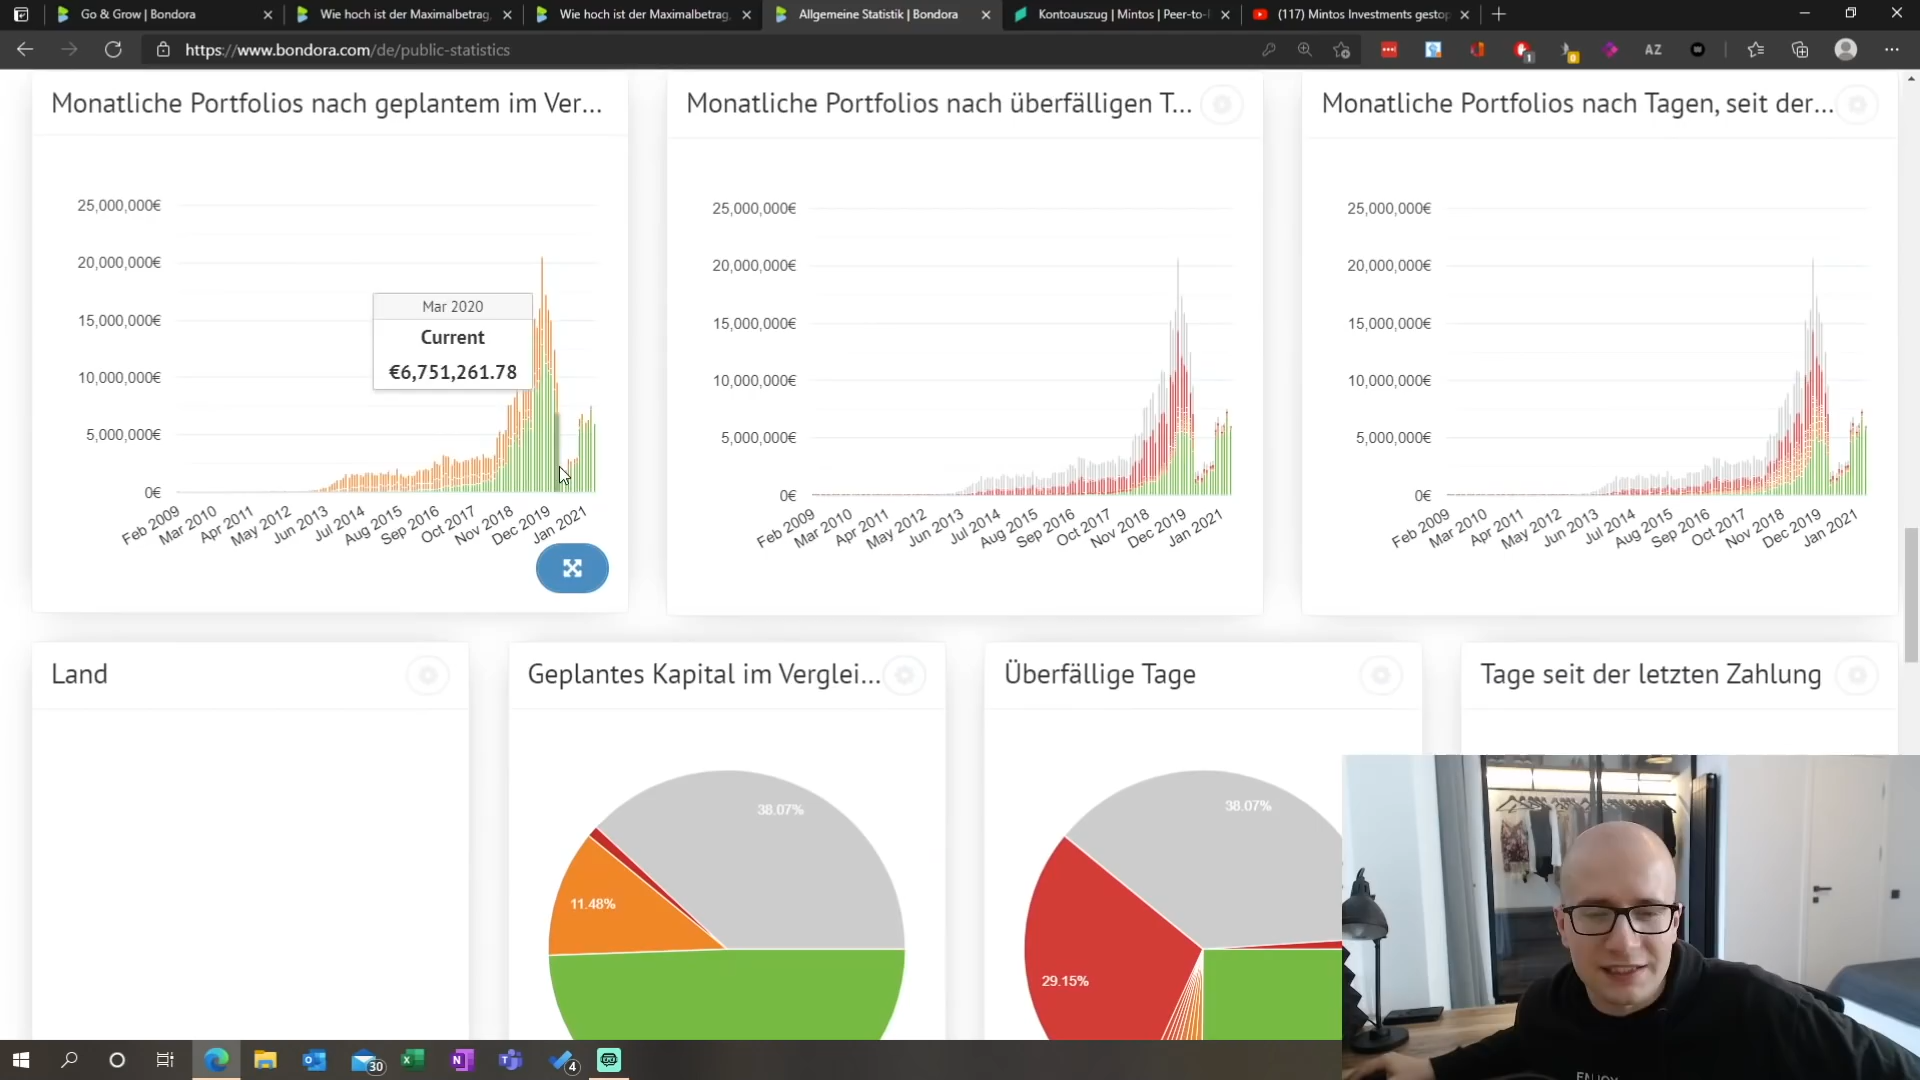 Go & Grow | Bondora
Wie hoch ist der Maximalbetrag,
Wie hoch ist der Maximalbetrag,
Allgemeine Statistik | Bondora
Kontoauszug | Mintos | Peer-to-
(117) Mintos Investments gestop
https://www.bondora.com/de/public-statistics
1
0
AZ
Monatliche Portfolios nach geplantem im Ver...
25,000,000€
20,000,000€
15,000,000€
10,000,000€
5,000,000€
0€
Mar 2020
Current
€6,751,261.78
Feb 2009
Mar 2010
Apr 2011
May 2012
Jun 2013
Jul 2014
Aug 2015
Sep 2016
Oct 2017
Nov 2018
Dec 2019
Jan 2021
Monatliche Portfolios nach überfälligen T...
25,000,000€
20,000,000€
15,000,000€
10,000,000€
5,000,000€
0€
Feb 2009
Mar 2010
Apr 2011
May 2012
Jun 2013
Jul 2014
Aug 2015
Sep 2016
Oct 2017
Nov 2018
Dec 2019
Jan 2021
Monatliche Portfolios nach Tagen, seit der...
25,000,000€
20,000,000€
15,000,000€
10,000,000€
5,000,000€
0€
Feb 2009
Mar 2010
Apr 2011
May 2012
Jun 2013
Jul 2014
Aug 2015
Sep 2016
Oct 2017
Nov 2018
Dec 2019
Jan 2021
Land
Geplantes Kapital im Verglei...
38.07%
11.48%
Überfällige Tage
38.07%
29.15%
Tage seit der letzten Zahlung
30
4